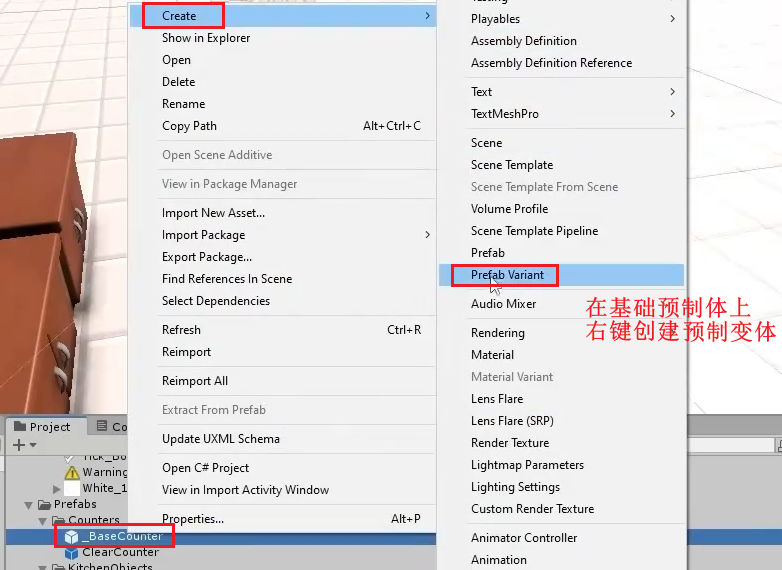 Create
Show in Explorer
Open
Delete
Rename
Copy Path Alt+Ctrl+C
Open Scene Additive
View in Package Manager
Import New Asset...
Import Package
Export Package...
Find References In Scene
Select Dependencies
Refresh Ctrl+R
Reimport
Reimport All
Extract From Prefab
Update UXML Schema
Open C# Project
View in Import Activity Window
Properties... Alt+P
Playables
Assembly Definition
Assembly Definition Reference
Text
TextMeshPro
Scene
Scene Template
Scene Template From Scene
Volume Profile
Scene Template Pipeline
Prefab
Prefab Variant
Audio Mixer
Rendering
Material
Material Variant
Lens Flare
Lens Flare (SRP)
Render Texture
Lightmap Parameters
Lighting Settings
Custom Render Texture
Animator Controller
Animation
在基础预制体上
右键创建预制变体
Project
Co
Warning
White_1
Prefabs
Counters
_BaseCounter
ClearCounter
KitchenObjects